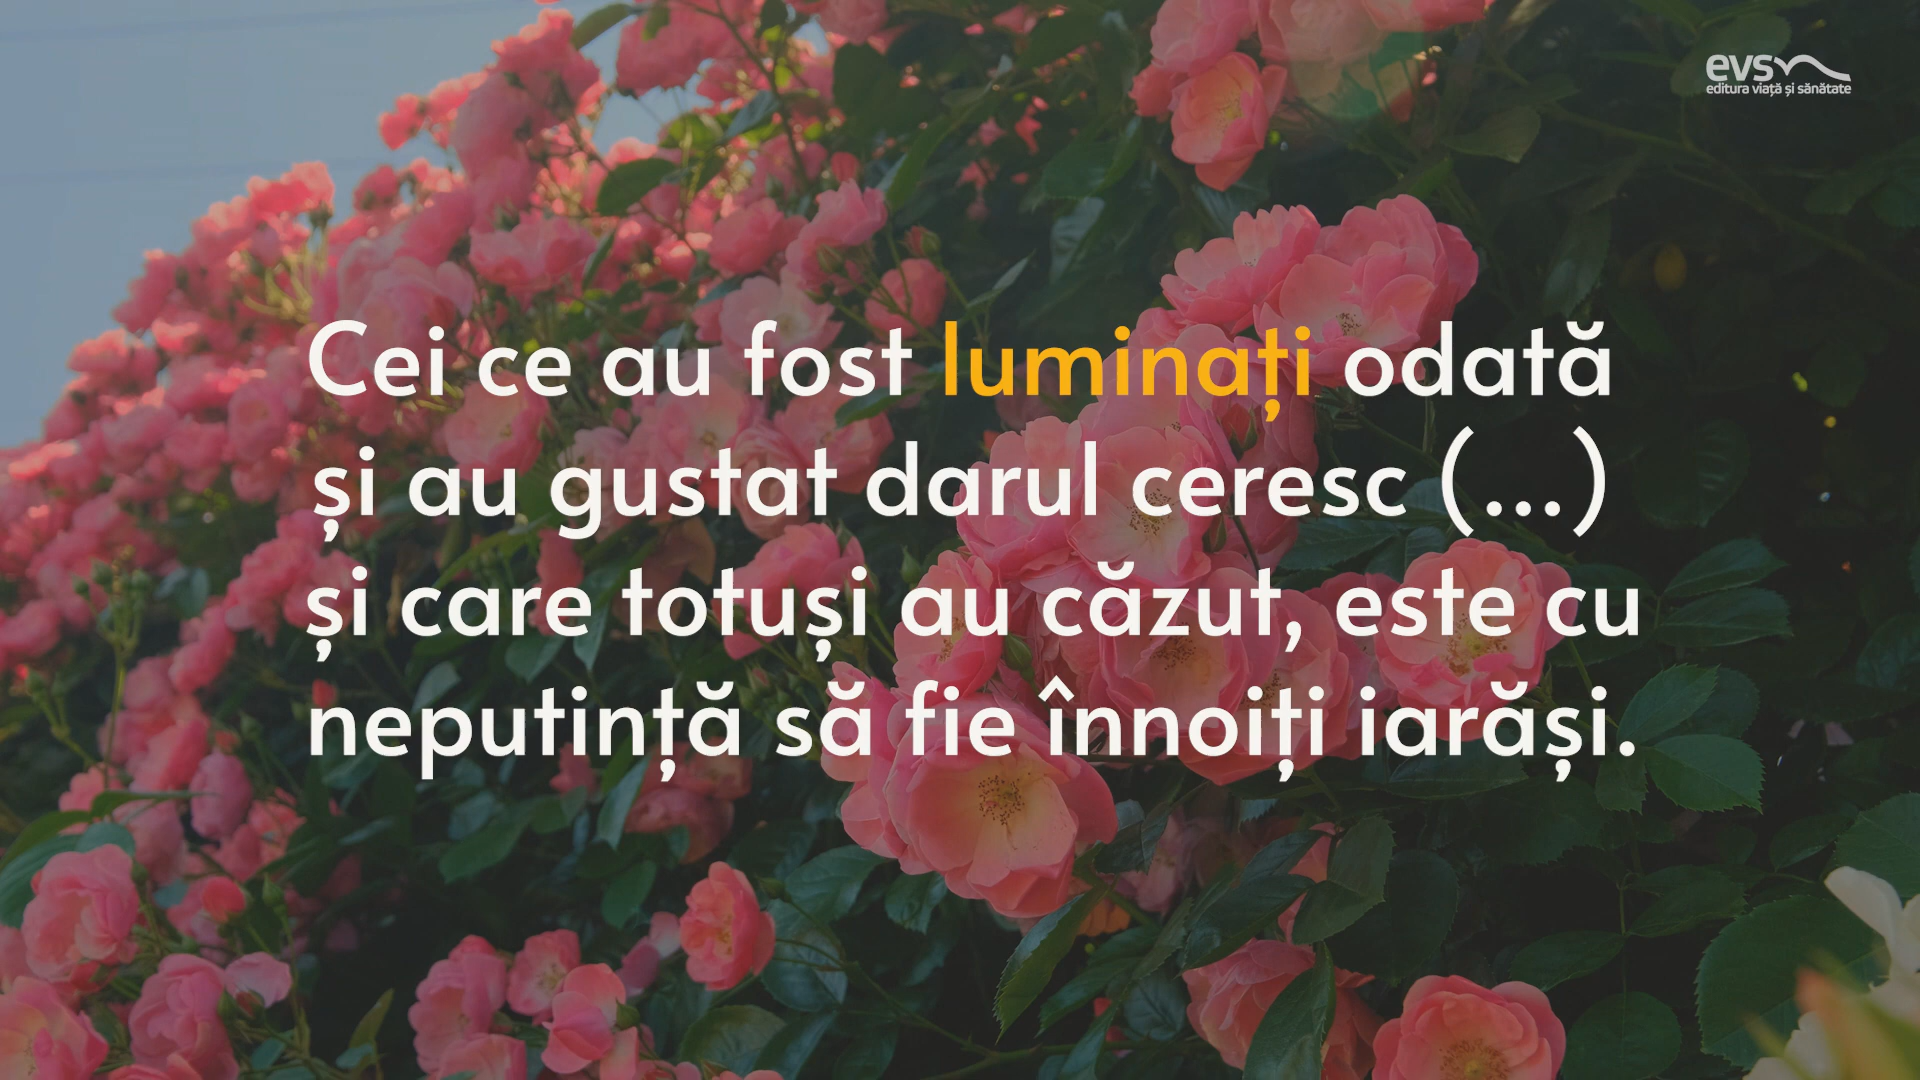 evs
editura viață și sănătate
Cei ce au fost luminați odată
și au gustat darul ceresc (...)
și care totuși au căzut, este cu
neputință să fie înnoiți iarăși.